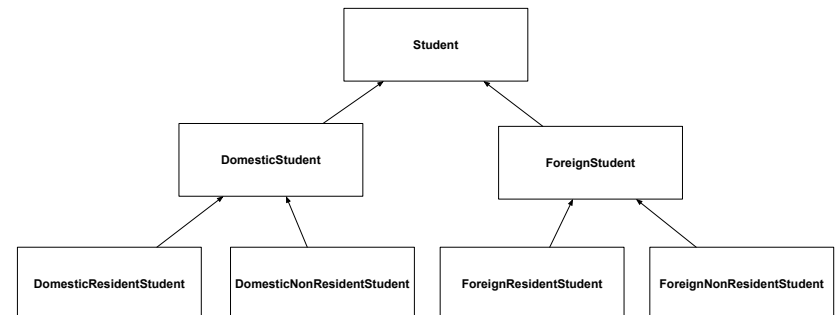 Student
DomesticStudent
ForeignStudent
DomesticResidentStudent
DomesticNonResidentStudent
ForeignResidentStudent
ForeignNonResidentStudent